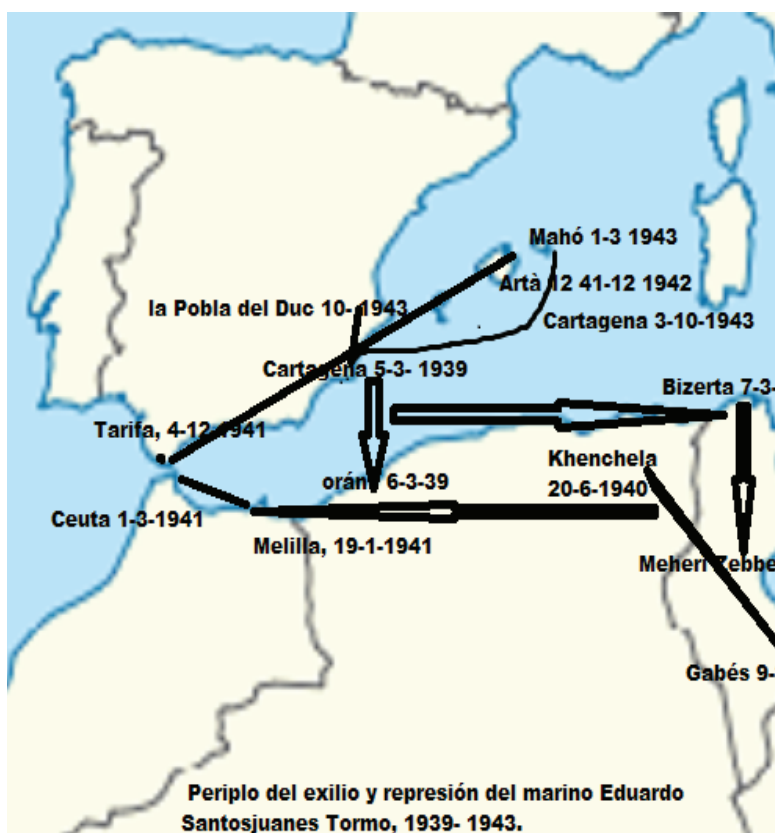 Mahó 1-3 1943
Artà 12 41-12 1942
la Pobla del Duc 10- 1943
Cartagena 3-10-1943
Cartagena 5-3- 1939
Bizerta 7-3-
Tarifa, 4-12-1941
Khenchela
20-6-1940
orán 6-3-39
Ceuta 1-3-1941
Melilla, 19-1-1941
Meheri Zebbe
Gabés 9-
Periplo del exilio y represión del marino Eduardo
Santosjuanes Tormo, 1939- 1943.